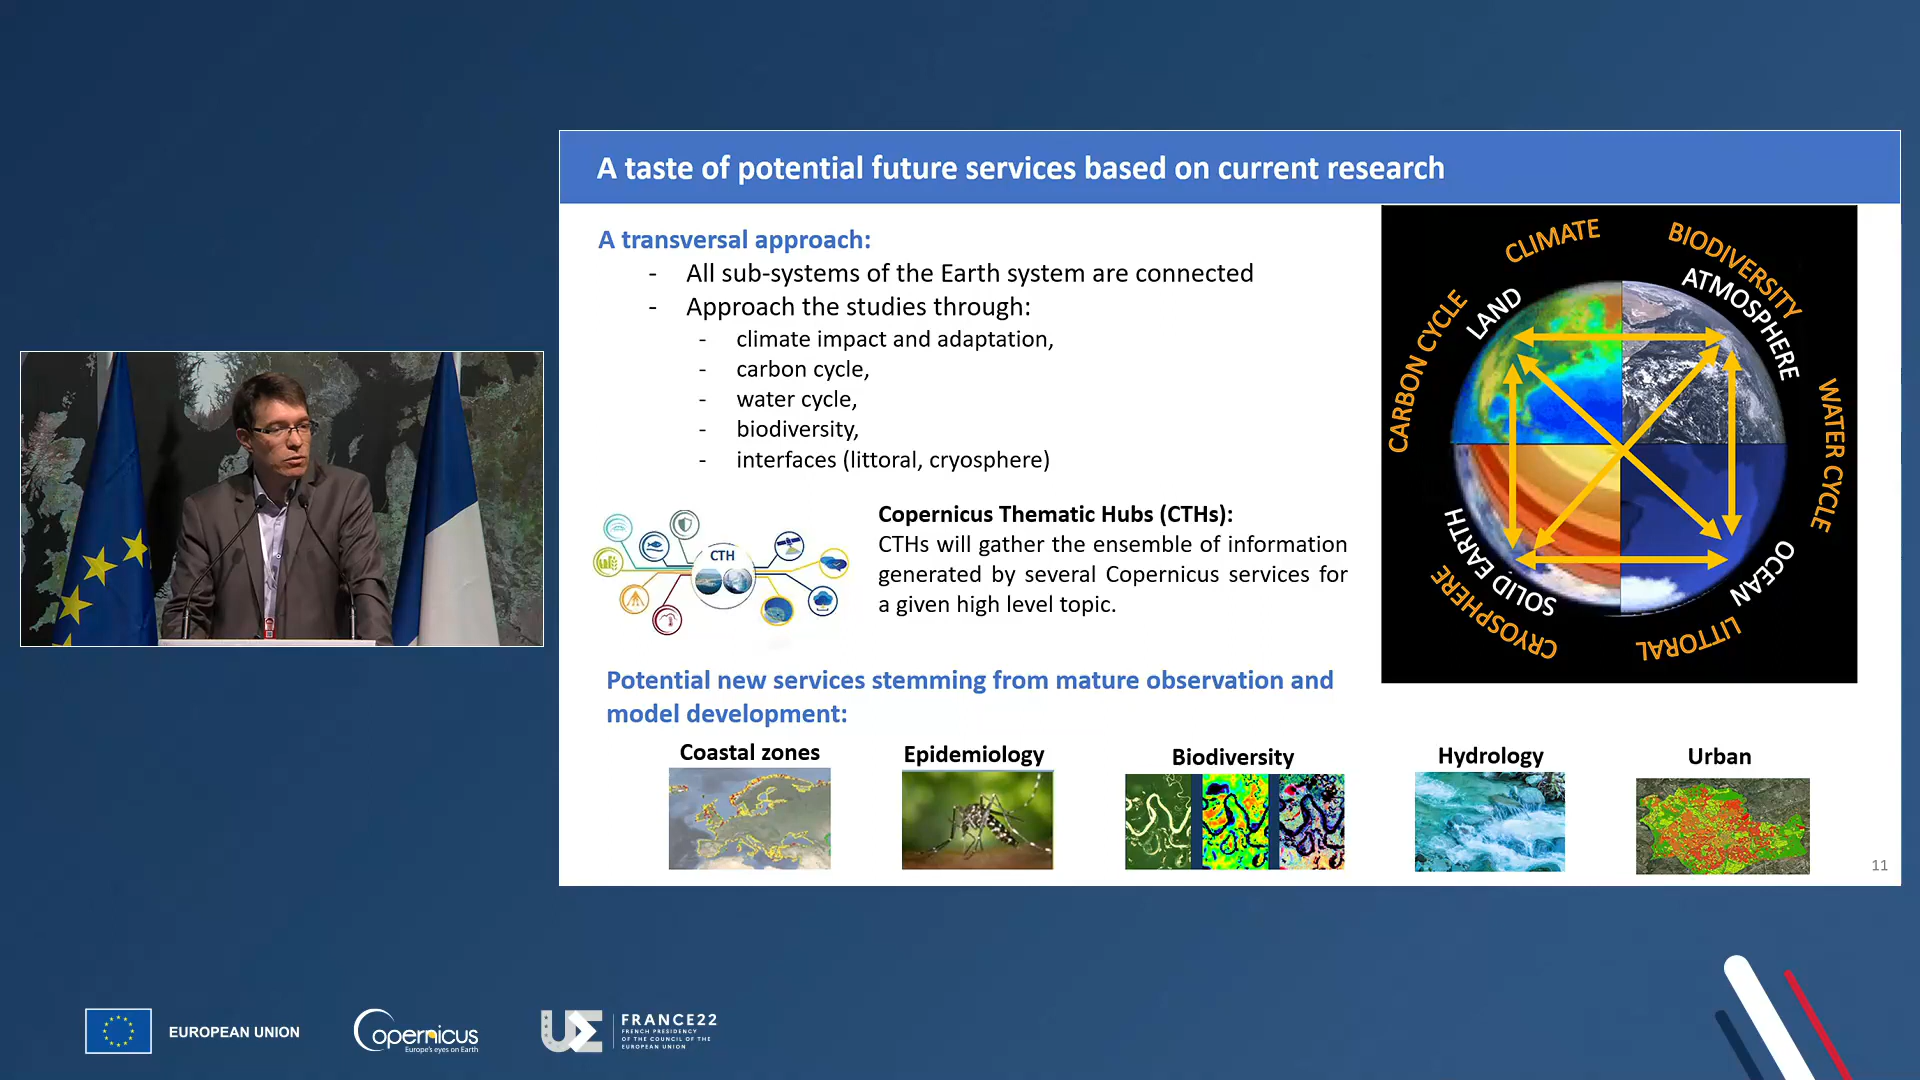 A taste of potential future services based on current research
A transversal approach:
- All sub-systems of the Earth system are connected
- Approach the studies through:
- climate impact and adaptation,
- carbon cycle,
- water cycle,
- biodiversity,
- interfaces (littoral, cryosphere)
CTH
Copernicus Thematic Hubs (CTHs):
CTHs will gather the ensemble of information
generated by several Copernicus services for
a given high level topic.
CLIMATE
BIODIVERSITY
ATMOSPHERE
LAND
CARBON CYCLE
WATER CYCLE
SOLID EARTH
OCEAN
CRYOSPHERE
LITTORAL
Potential new services stemming from mature observation and
model development:
Coastal zones
Epidemiology
Biodiversity
Hydrology
Urban
11
EUROPEAN UNION
Copernicus
Europe's eyes on Earth
UE
FRANCE22
FRENCH PRESIDENCY
OF THE COUNCIL OF THE
EUROPEAN UNION